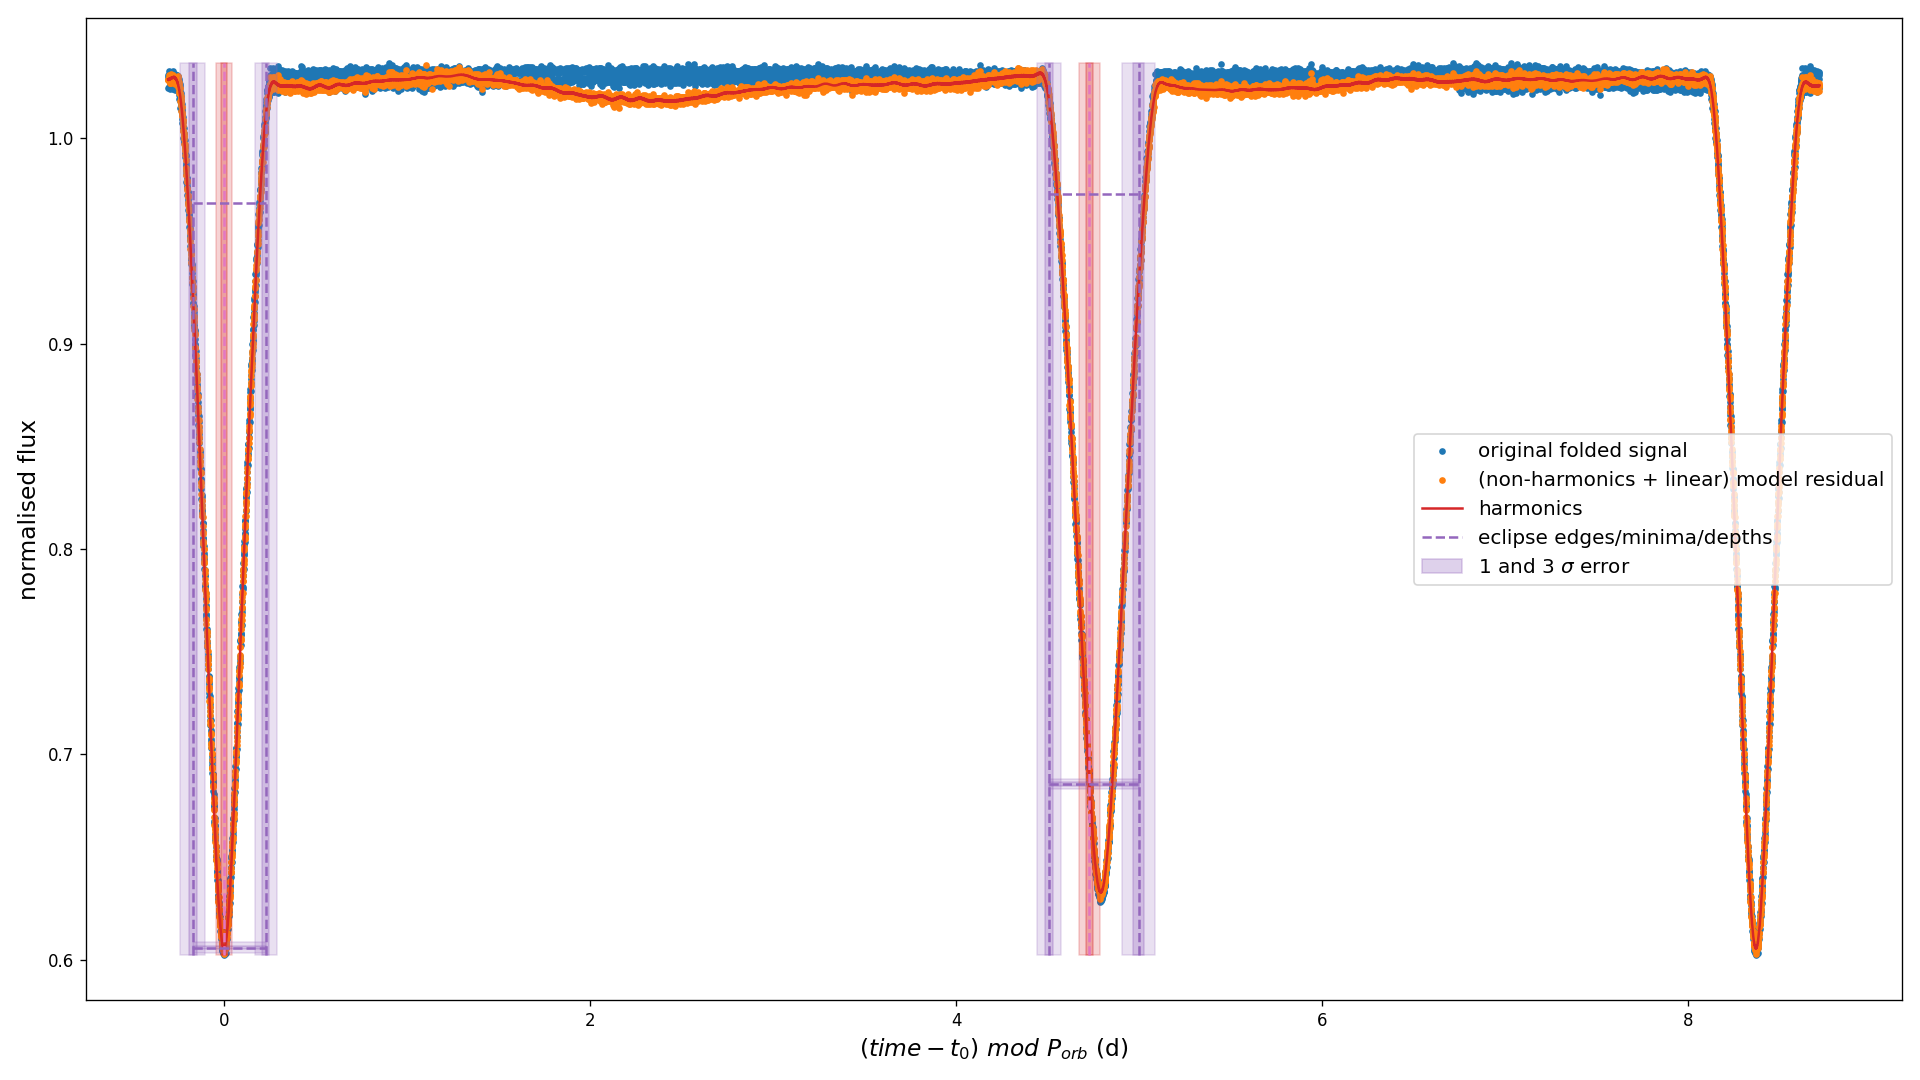 normalised flux
1.0
0.9
0.8
0.7
0.6
0
2
4
6
8
(time − t₀) mod Pₒᵣb (d)
original folded signal
(non-harmonics + linear) model residual
harmonics
eclipse edges/minima/depths
1 and 3 σ error